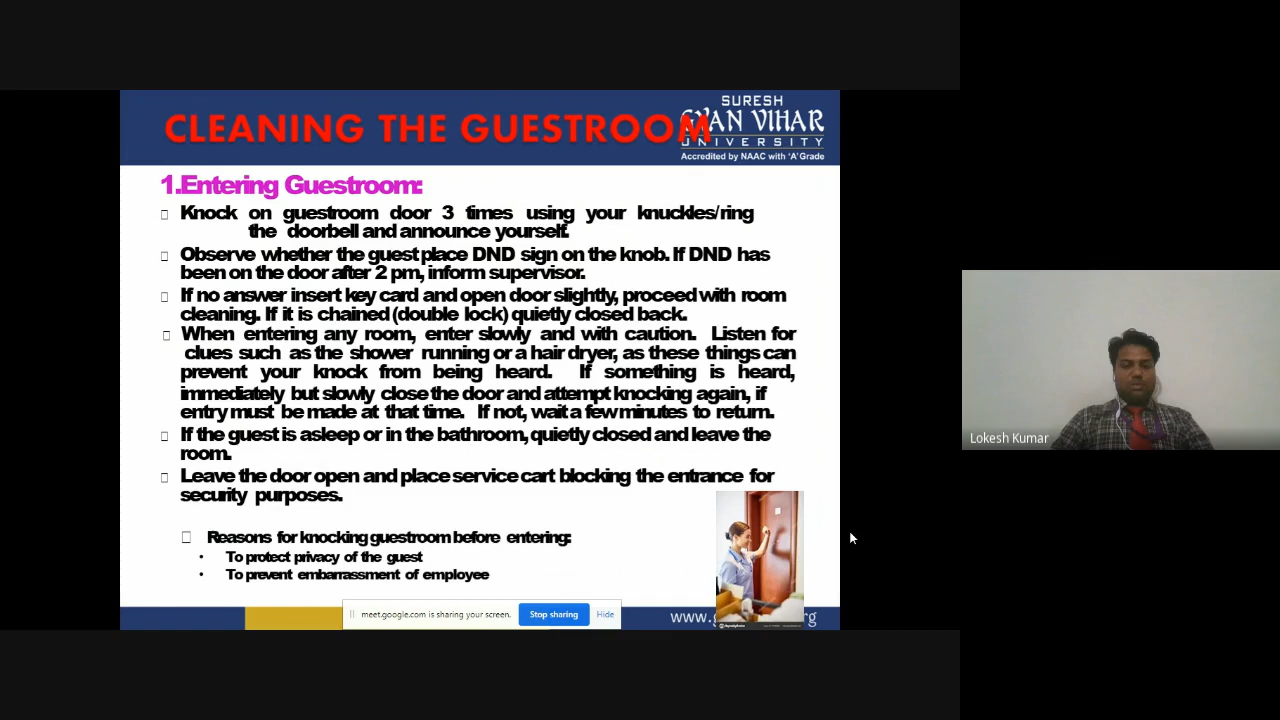 SURESH
GYAN VIHAR
UNIVERSITY
Accredited by NAAC with 'A' Grade
CLEANING THE GUESTROOM
1.Entering Guestroom:
Knock on guestroom door 3 times using your knuckles/ring
the doorbell and announce yourself.
Observe whether the guest place DND sign on the knob. If DND has
been on the door after 2 pm, inform supervisor.
If no answer insert key card and open door slightly, proceed with room
cleaning. If it is chained (double lock) quietly closed back.
When entering any room, enter slowly and with caution. Listen for
clues such as the shower running or a hair dryer, as these things can
prevent your knock from being heard. If something is heard,
immediately but slowly close the door and attempt knocking again, if
entry must be made at that time. If not, wait a few minutes to return.
If the guest is asleep or in the bathroom, quietly closed and leave the
room.
Leave the door open and place service cart blocking the entrance for
security purposes.
Reasons for knocking guestroom before entering:
• To protect privacy of the guest
• To prevent embarrassment of employee
meet.google.com is sharing your screen.
Stop sharing
Hide
www.g
rg
Lokesh Kumar